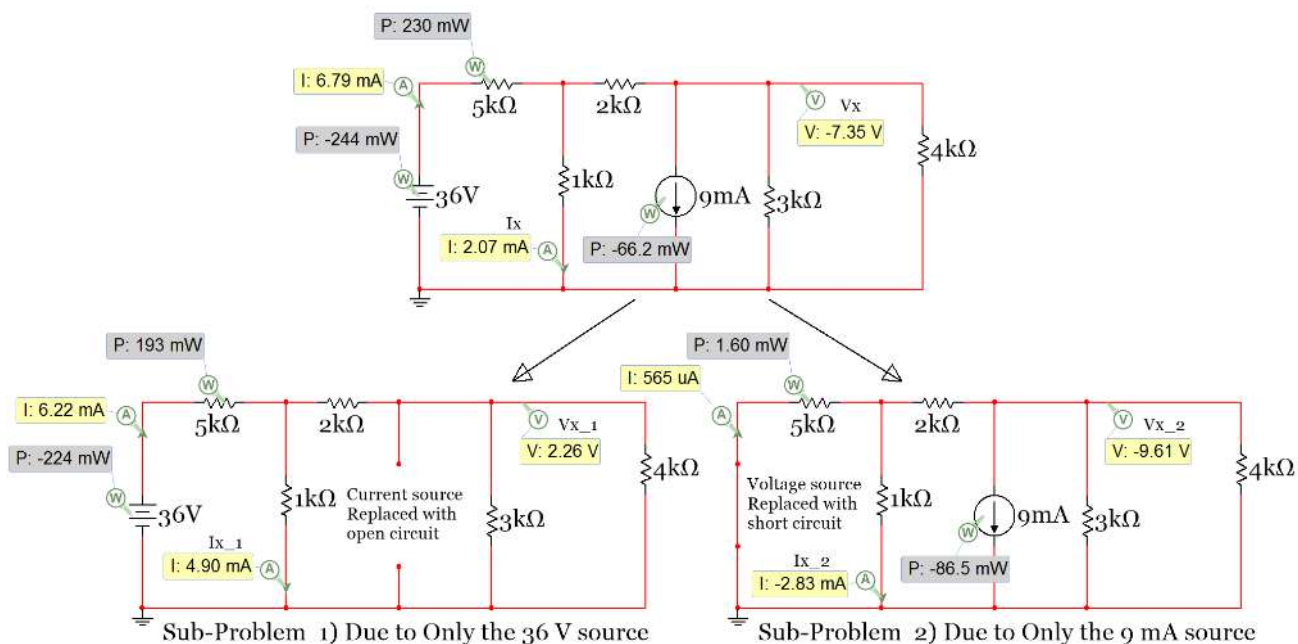 P: 230 mW
I: 6.79 mA
A
W
5kΩ
2kΩ
V
Vx
V: -7.35 V
P: -244 mW
W
36V
1kΩ
W
9mA
3kΩ
4kΩ
Ix
I: 2.07 mA
A
P: -66.2 mW
P: 193 mW
I: 6.22 mA
A
W
5kΩ
2kΩ
V
Vx_1
V: 2.26 V
P: -224 mW
W
36V
1kΩ
Current source
Replaced with
open circuit
3kΩ
4kΩ
Ix_1
I: 4.90 mA
A
Sub-Problem 1) Due to Only the 36 V source
P: 1.60 mW
I: 565 uA
A
W
5kΩ
2kΩ
V
Vx_2
V: -9.61 V
Voltage source
Replaced with
short circuit
1kΩ
W
9mA
3kΩ
4kΩ
Ix_2
I: -2.83 mA
A
P: -86.5 mW
Sub-Problem 2) Due to Only the 9 mA source